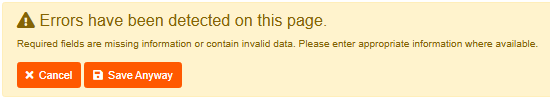 Errors have been detected on this page.
Required fields are missing information or contain invalid data. Please enter appropriate information where available.
Cancel Save Anyway